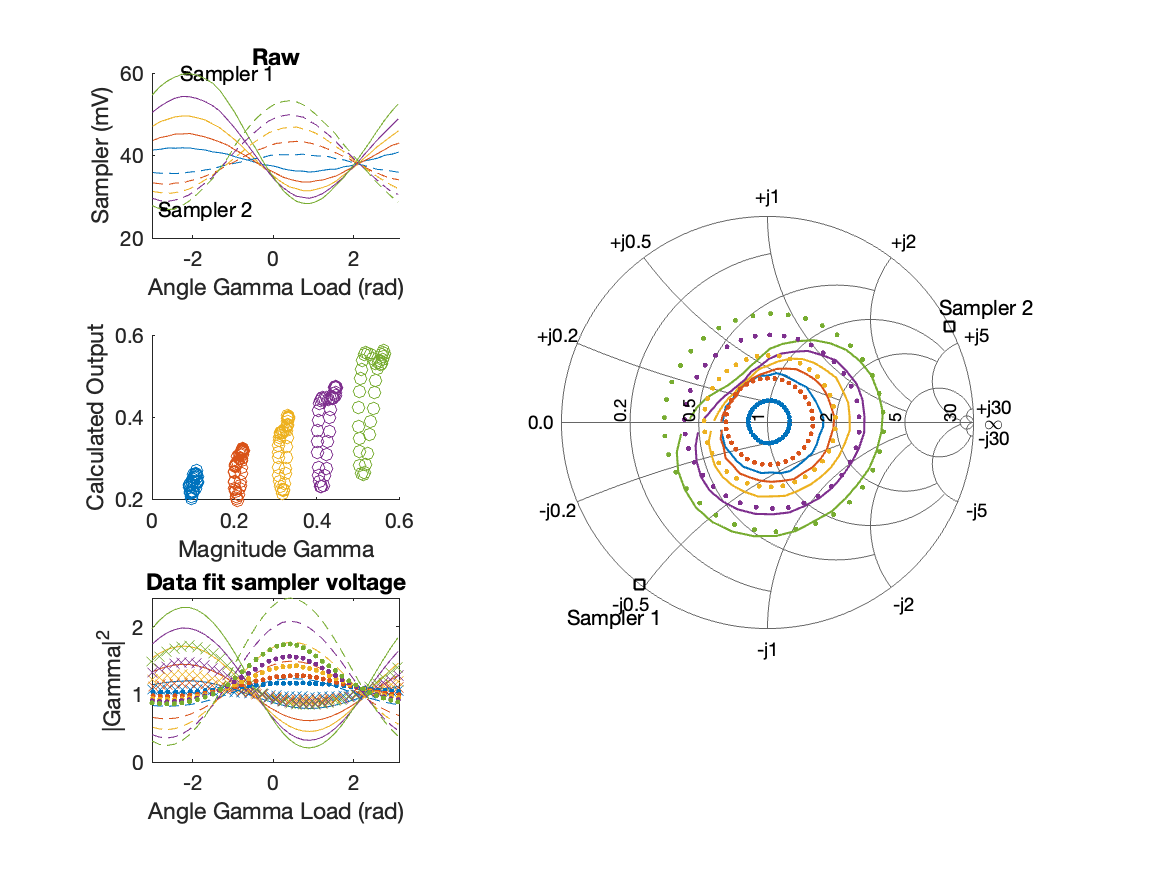 Raw
Sampler 1
60
40
20
Sampler (mV)
Sampler 2
-2
0
2
Angle Gamma Load (rad)
0.6
0.4
0.2
Calculated Output
0
0.2
0.4
0.6
Magnitude Gamma
Data fit sampler voltage
2
1
0
|Gamma|2
-2
0
2
Angle Gamma Load (rad)
+j1
+j0.5
+j2
Sampler 2
+j0.2
+j5
0.0
0.2
0.5
1
2
5
30
+j30
∞
-j30
-j0.2
-j5
-j0.5
-j2
Sampler 1
-j1